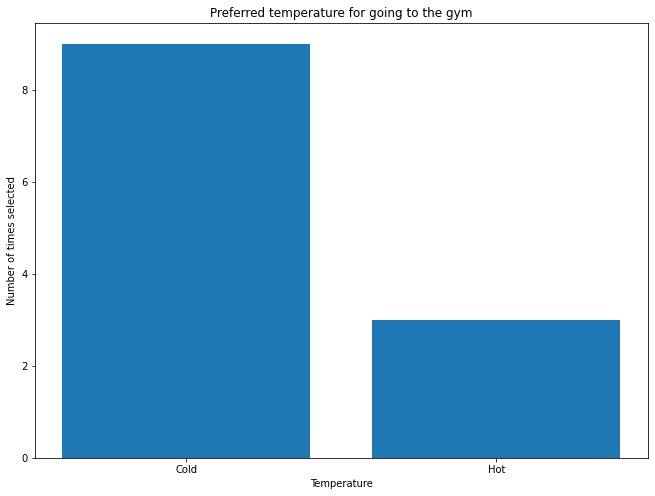 Preferred temperature for going to the gym
8
6
4
2
0
Number of times selected
Cold
Hot
Temperature